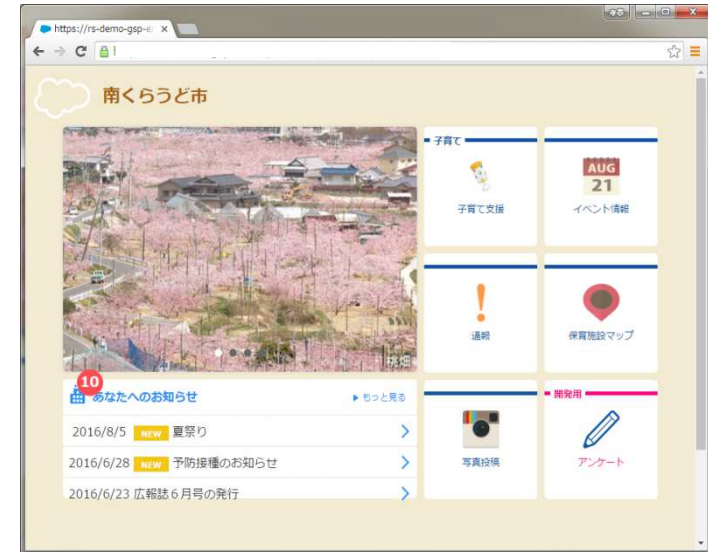 https://rs-demo-gsp-e
南くらうど市
桃畑
10
あなたへのお知らせ
▶ もっと見る
2016/8/5 NEW 夏祭り
2016/6/28 NEW 予防接種のお知らせ
2016/6/23 広報誌6月号の発行
子育て
子育て支援
AUG
21
イベント情報
通報
保育施設マップ
写真投稿
開発用
アンケート